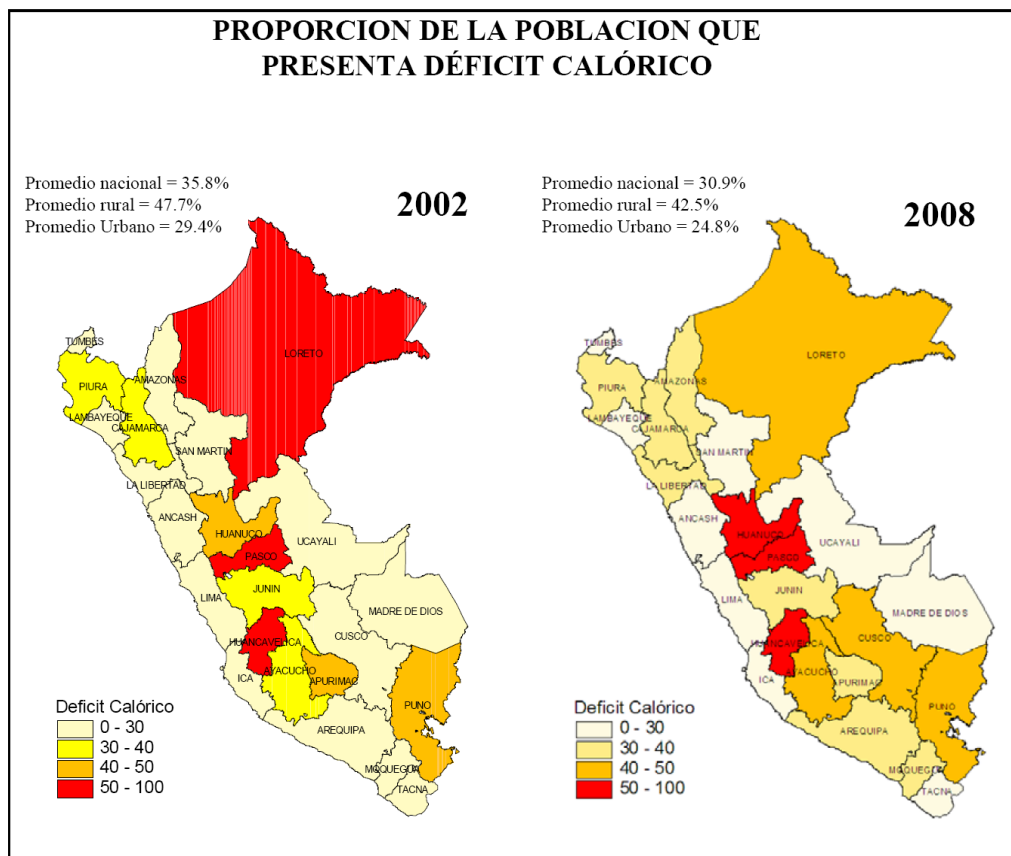 PROPORCION DE LA POBLACION QUE
PRESENTA DÉFICIT CALÓRICO
Promedio nacional = 35.8%
Promedio rural = 47.7%
Promedio Urbano = 29.4%
2002
TUMBES
LORETO
PIURA
AMAZONAS
LAMBAYEQUE
CAJAMARCA
SAN MARTIN
LA LIBERTAD
ANCASH
HUANUCO
UCAYALI
PASCO
LIMA
JUNIN
MADRE DE DIOS
HUANCAVELICA
CUSCO
AYACUCHO
ICA
APURIMAC
PUNO
AREQUIPA
MOQUEGUA
TACNA
Deficit Calórico
0 - 30
30 - 40
40 - 50
50 - 100
Promedio nacional = 30.9%
Promedio rural = 42.5%
Promedio Urbano = 24.8%
2008
TUMBES
LORETO
PIURA
AMAZONAS
LAMBAYEQUE
CAJAMARCA
SAN MARTIN
LA LIBERTAD
ANCASH
HUANUCO
UCAYALI
PASCO
LIMA
JUNIN
MADRE DE DIOS
HUANCAVELICA
CUSCO
AYACUCHO
ICA
APURIMAC
PUNO
AREQUIPA
MOQUEGUA
TACNA
Deficit Calórico
0 - 30
30 - 40
40 - 50
50 - 100